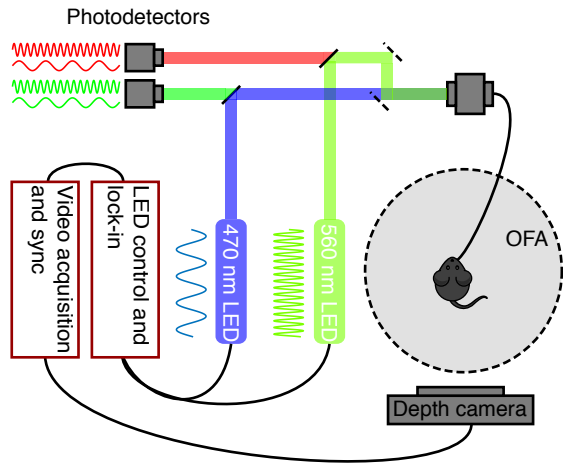 Photodetectors
Video acquisition
and sync
LED control and
lock-in
470 nm LED
560 nm LED
OFA
Depth camera